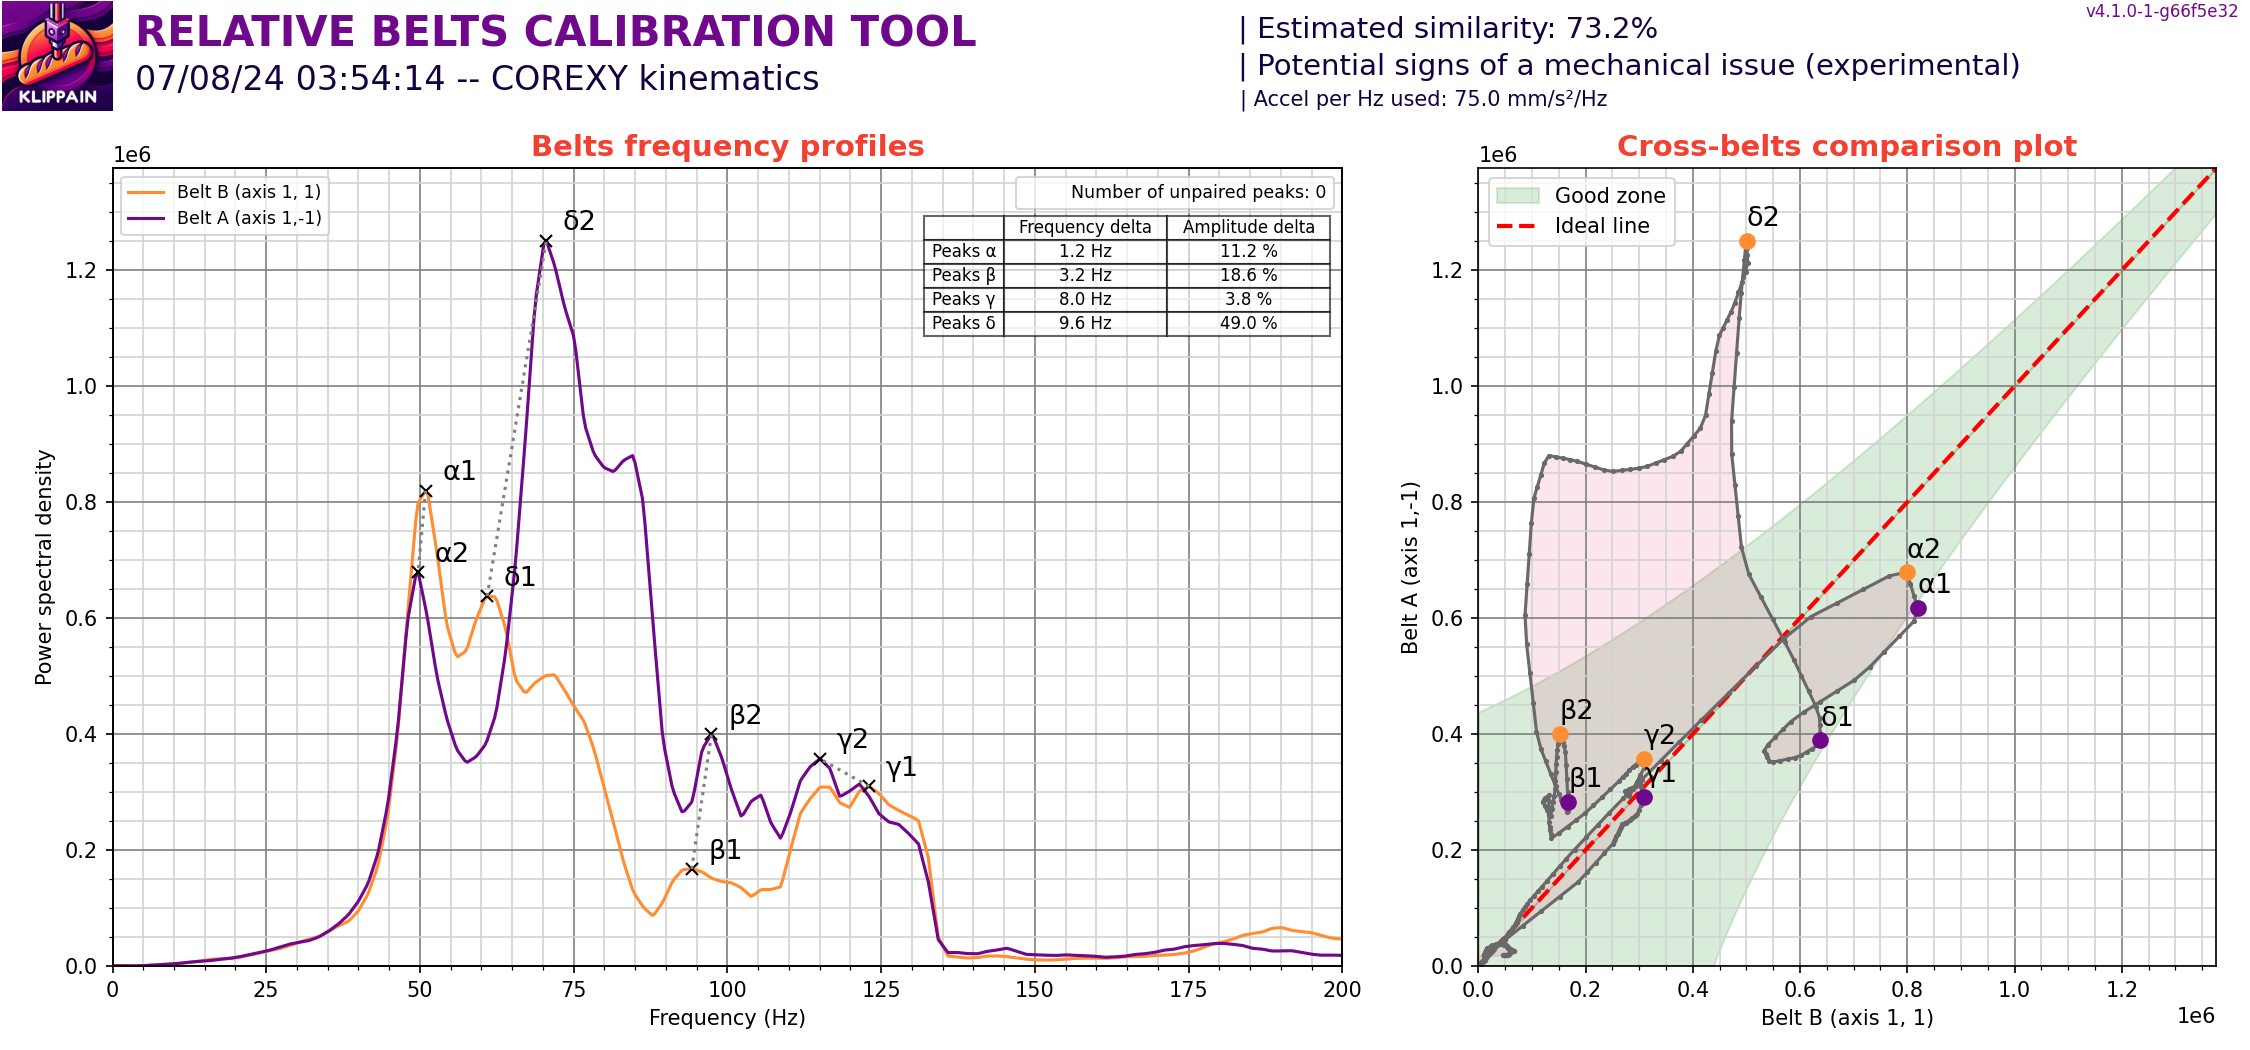 KLIPPAIN
RELATIVE BELTS CALIBRATION TOOL
07/08/24 03:54:14 -- COREXY kinematics
| Estimated similarity: 73.2%
| Potential signs of a mechanical issue (experimental)
| Accel per Hz used: 75.0 mm/s²/Hz
v4.1.0-1-g66f5e32
Belts frequency profiles
1e6
Belt B (axis 1, 1)
Belt A (axis 1,-1)
Number of unpaired peaks: 0
Frequency delta Amplitude delta
Peaks α 1.2 Hz 11.2 %
Peaks β 3.2 Hz 18.6 %
Peaks γ 8.0 Hz 3.8 %
Peaks δ 9.6 Hz 49.0 %
δ2
α1
α2
δ1
β2
γ2
γ1
β1
1.2
1.0
0.8
0.6
0.4
0.2
0.0
Power spectral density
0 25 50 75 100 125 150 175 200
Frequency (Hz)
Cross-belts comparison plot
1e6
Good zone
Ideal line
δ2
α2
α1
β2
δ1
γ2
β1
γ1
1.2
1.0
0.8
0.6
0.4
0.2
0.0
Belt A (axis 1,-1)
0.0 0.2 0.4 0.6 0.8 1.0 1.2
Belt B (axis 1, 1)
1e6